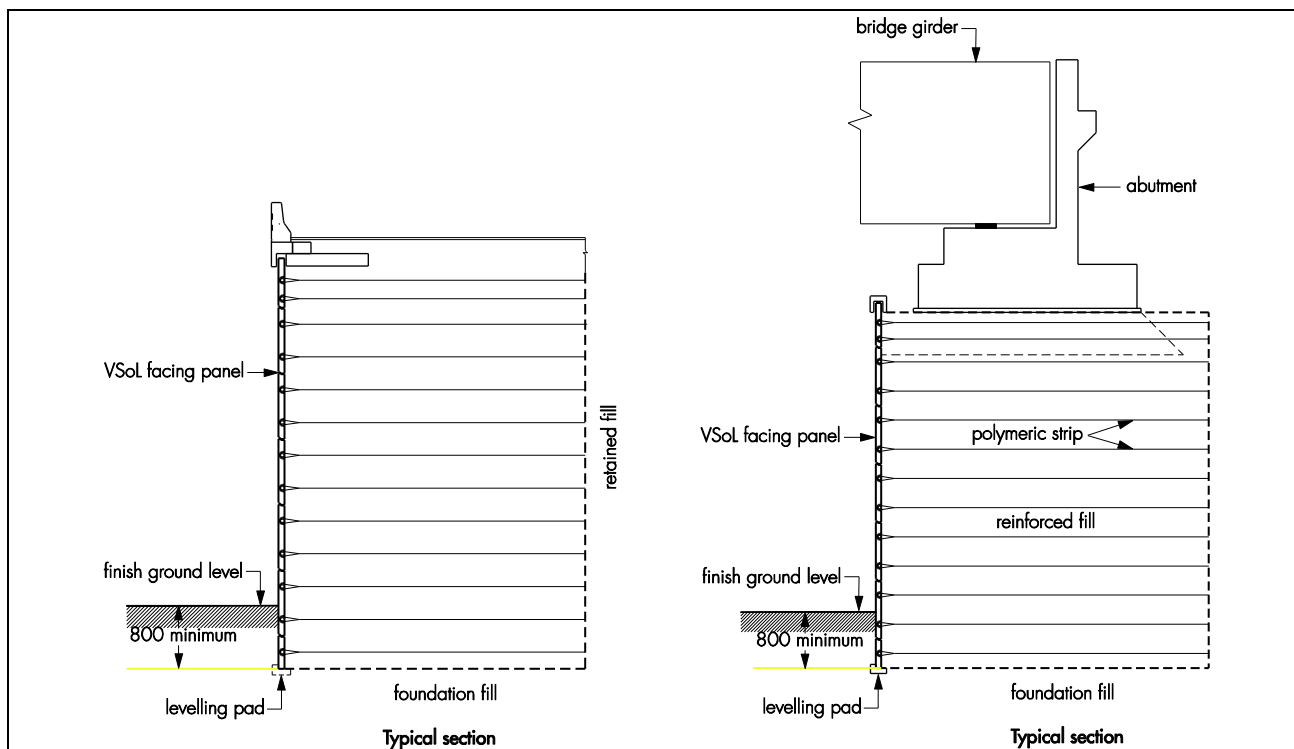 VSoL facing panel
retained fill
finish ground level
800 minimum
levelling pad
foundation fill
Typical section
bridge girder
abutment
VSoL facing panel
polymeric strip
reinforced fill
finish ground level
800 minimum
levelling pad
foundation fill
Typical section